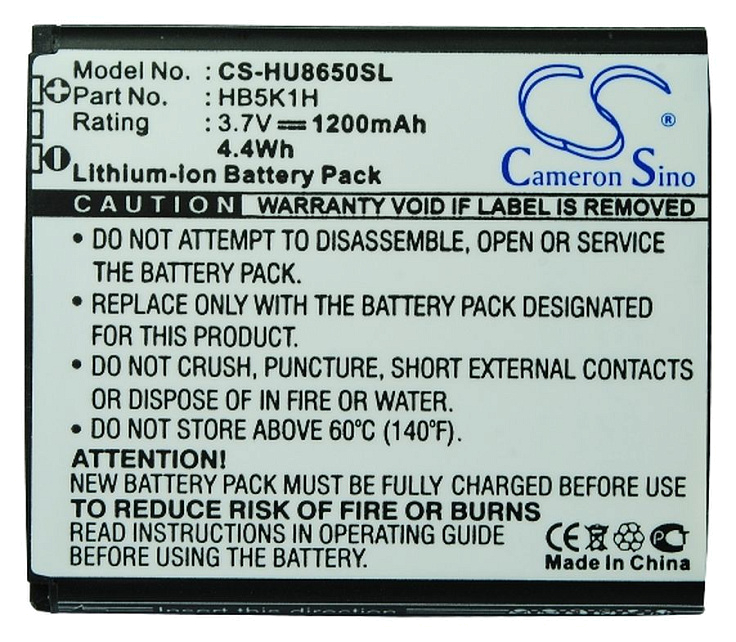 Model No. : CS-HU8650SL
Part No. : HB5K1H
Rating : 3.7V 1200mAh
4.4Wh
Lithium-ion Battery Pack
CS ®
Cameron Sino
CAUTION WARRANTY VOID IF LABEL IS REMOVED
• DO NOT ATTEMPT TO DISASSEMBLE, OPEN OR SERVICE
THE BATTERY PACK.
• REPLACE ONLY WITH THE BATTERY PACK DESIGNATED
FOR THIS PRODUCT.
• DO NOT CRUSH, PUNCTURE, SHORT EXTERNAL CONTACTS
OR DISPOSE OF IN FIRE OR WATER.
• DO NOT STORE ABOVE 60°C (140°F).
ATTENTION!
NEW BATTERY PACK MUST BE FULLY CHARGED BEFORE USE
TO REDUCE RISK OF FIRE OR BURNS
READ INSTRUCTIONS IN OPERATING GUIDE
BEFORE USING THE BATTERY.
CE
Made in China
Insert this direction